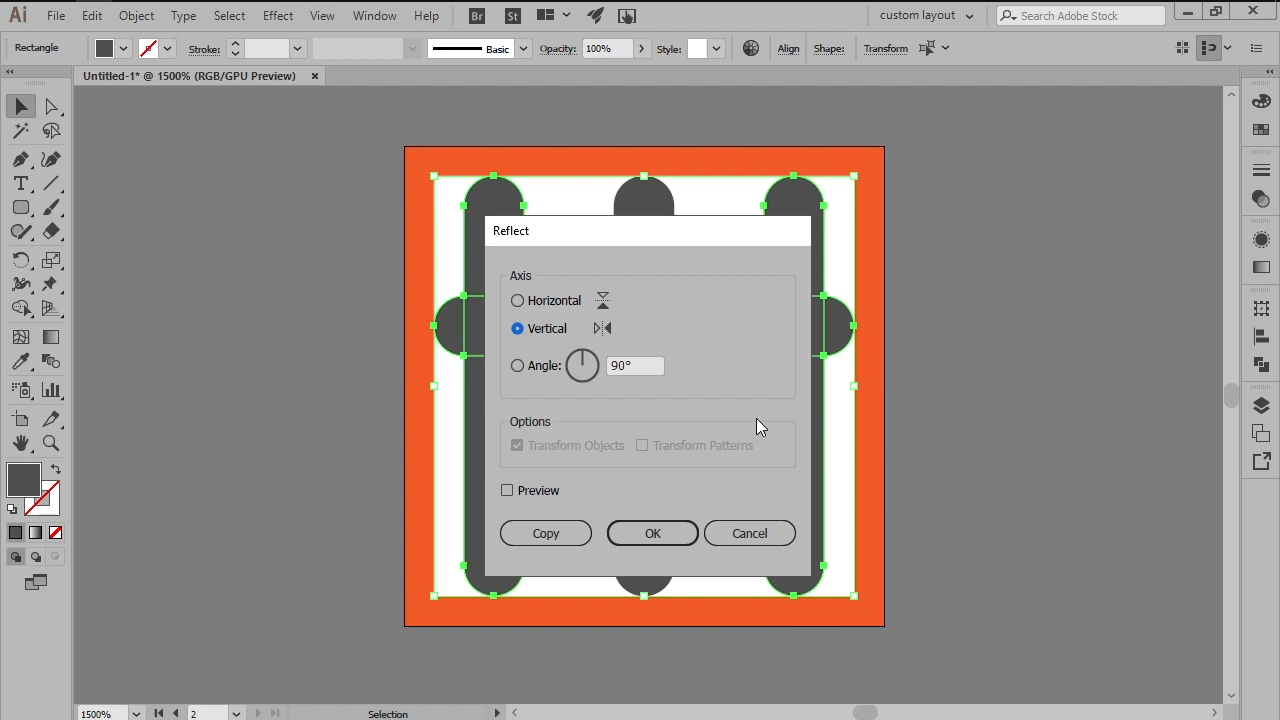 Ai File Edit Object Type Select Effect View Window Help Br St custom layout Search Adobe Stock
Rectangle Stroke: Basic Opacity: 100% Style: Align Shape: Transform
Untitled-1* @ 1500% (RGB/GPU Preview)
Reflect
Axis
Horizontal
Vertical
Angle: 90°
Options
Transform Objects Transform Patterns
Preview
Copy OK Cancel
1500% 2 Selection